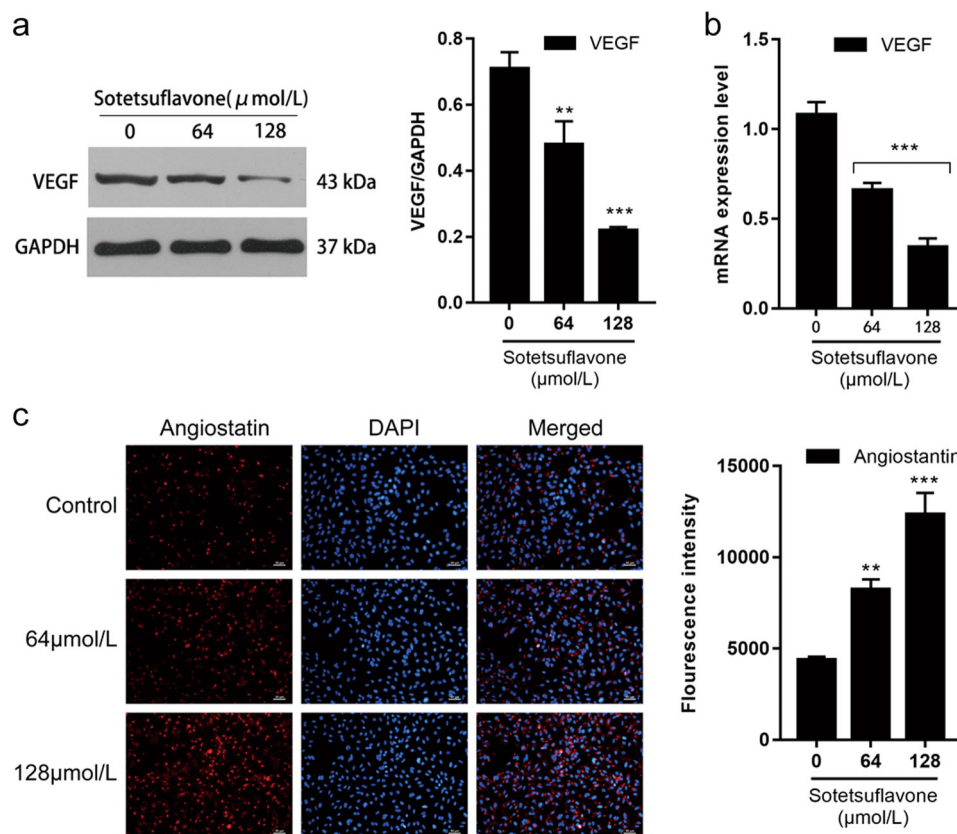 a
Sotetsuflavone(μ mol/L)
0 64 128
VEGF 43 kDa
GAPDH 37 kDa
VEGF
VEGF/GAPDH
0.8
0.6
0.4
0.2
0.0
**
***
0 64 128
Sotetsuflavone
(μmol/L)
b
VEGF
mRNA expression level
1.5
1.0
0.5
0.0
***
0 64 128
Sotetsuflavone
(μmol/L)
c
Angiostatin DAPI Merged
Control
64μmol/L
128μmol/L
Angiostantin
Flourescence intensity
15000
10000
5000
0
**
***
0 64 128
Sotetsuflavone
(μmol/L)